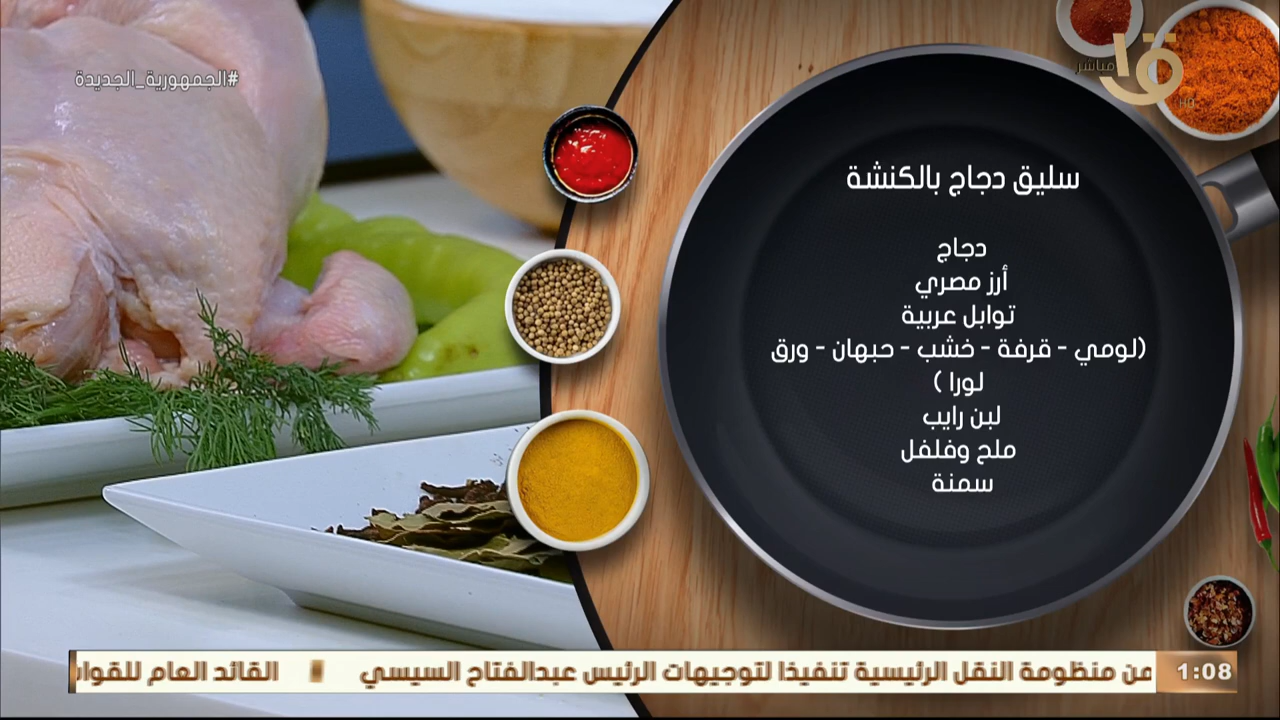 #الجمهورية_الجديدة
مباشر
HD
سليق دجاج بالكنشة
دجاج
أرز مصري
توابل عربية
(لومي - قرفة - خشب - حبهان - ورق
لورا )
لبن رايب
ملح وفلفل
سمنة
1:08
من منظومة النقل الرئيسية تنفيذا لتوجيهات الرئيس عبدالفتاح السيسي
القائد العام